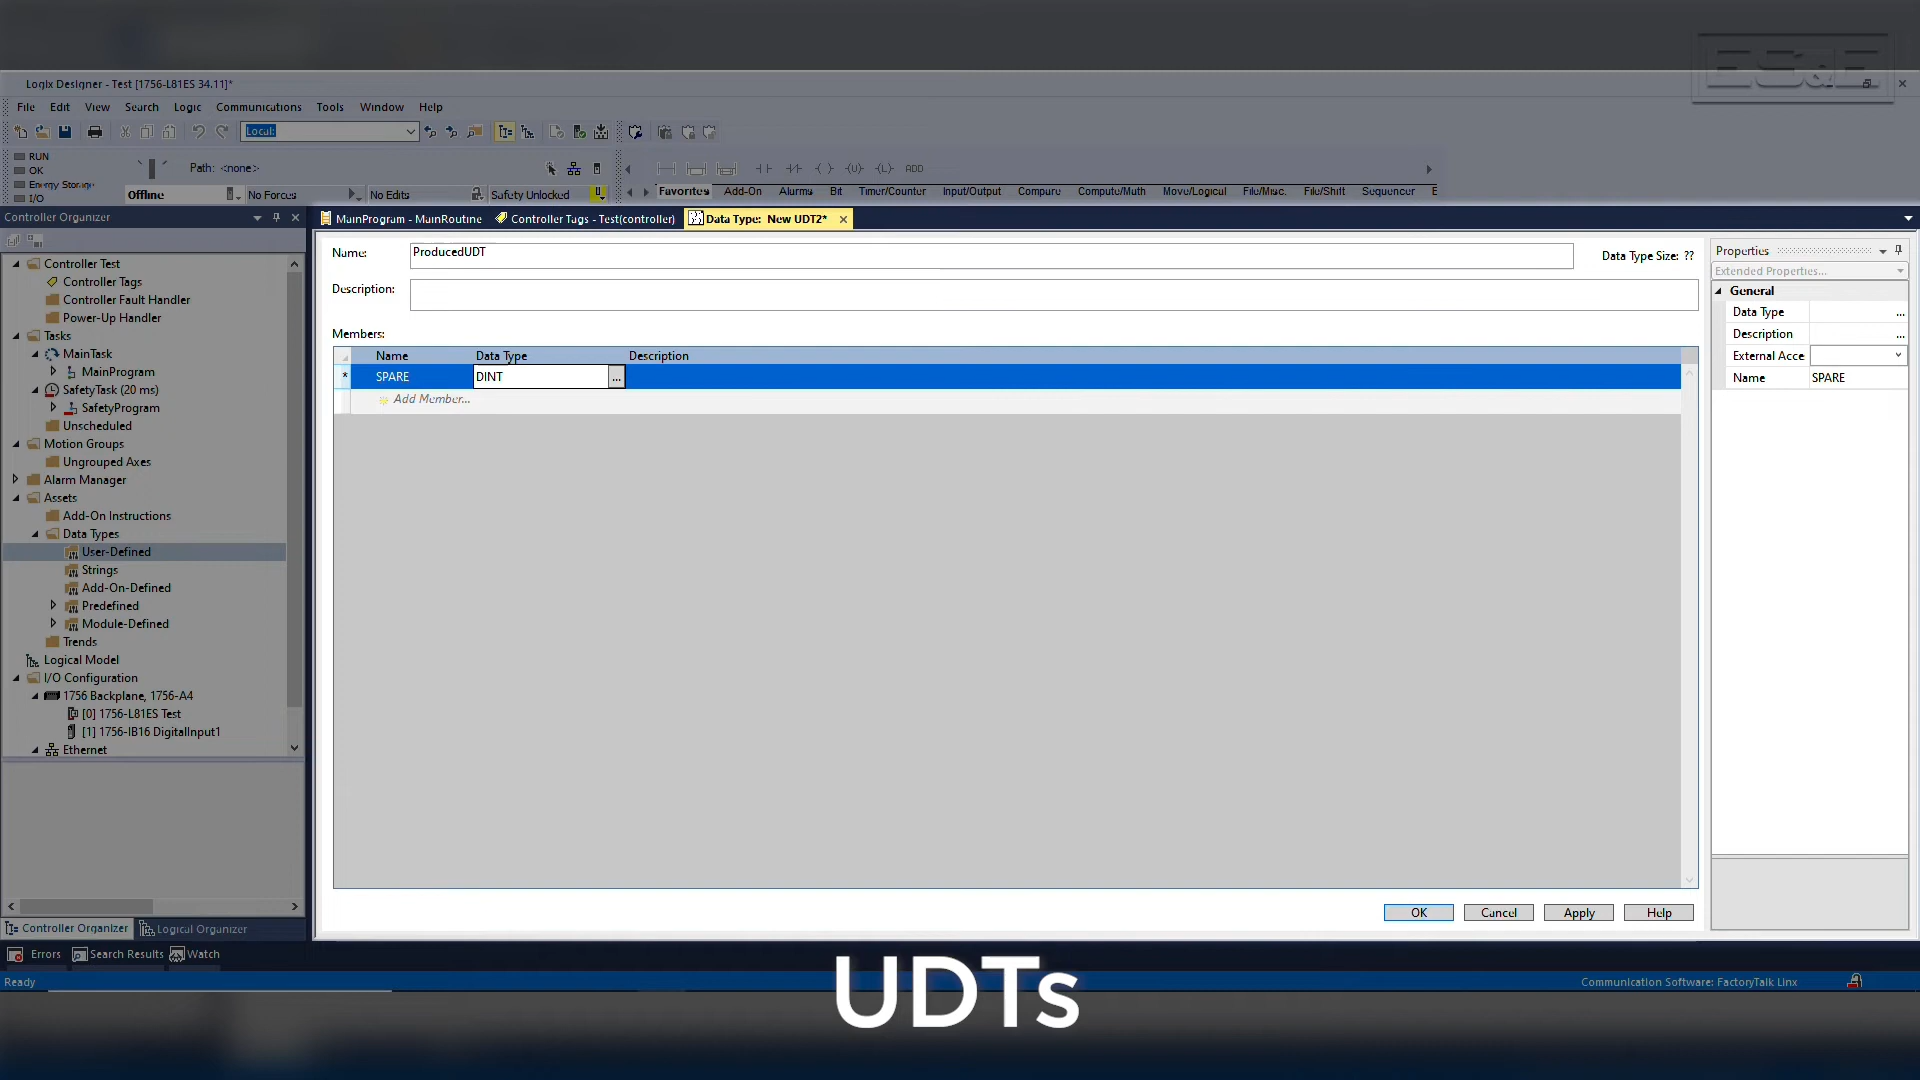 ES&E
Logix Designer - Test [1756-L81ES 34.11]*
File Edit View Search Logic Communications Tools Window Help
Local:
RUN
OK
Energy Storage
I/O
Path: <none>
Offline No Forces No Edits Safety Unlocked
ADD
Favorites Add-On Alarms Bit Timer/Counter Input/Output Compare Compute/Math Move/Logical File/Misc. File/Shift Sequencer E
Controller Organizer
MainProgram - MainRoutine Controller Tags - Test(controller) Data Type: New UDT2*
Controller Test
Controller Tags
Controller Fault Handler
Power-Up Handler
Tasks
MainTask
MainProgram
SafetyTask (20 ms)
SafetyProgram
Unscheduled
Motion Groups
Ungrouped Axes
Alarm Manager
Assets
Add-On Instructions
Data Types
User-Defined
Strings
Add-On-Defined
Predefined
Module-Defined
Trends
Logical Model
I/O Configuration
1756 Backplane, 1756-A4
[0] 1756-L81ES Test
[1] 1756-IB16 DigitalInput1
Ethernet
Controller Organizer Logical Organizer
Name: ProducedUDT Data Type Size: ??
Description:
Members:
Name Data Type Description
* SPARE DINT ...
Add Member...
OK Cancel Apply Help
Properties
Extended Properties...
General
Data Type ...
Description ...
External Acce
Name SPARE
Errors Search Results Watch
Ready
Communication Software: FactoryTalk Linx
UDTs